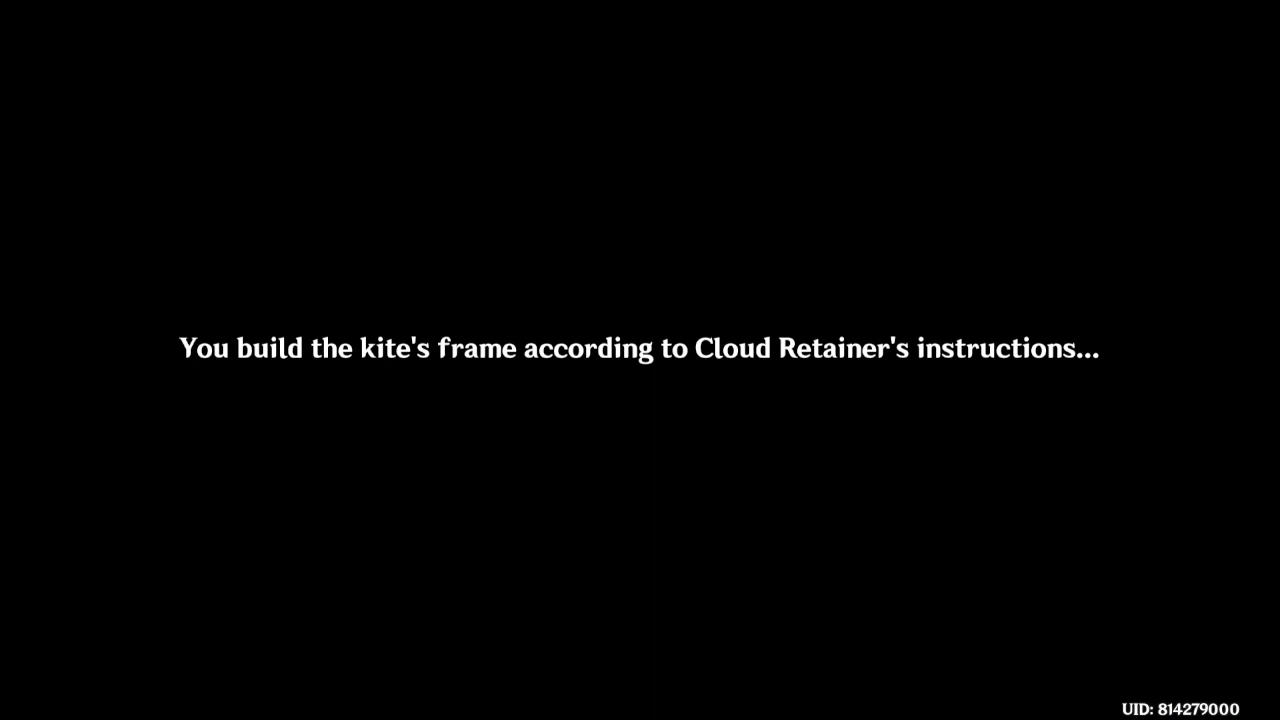 You build the kite's frame according to Cloud Retainer's instructions...
UID: 814279000